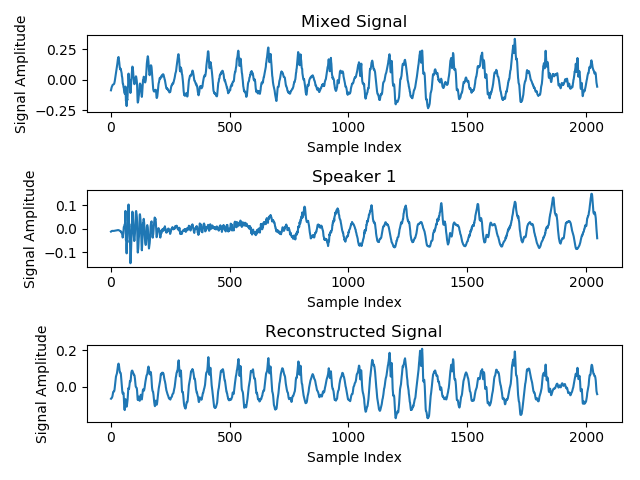 Mixed Signal
Signal Amplitude
0.25
0.00
−0.25
0 500 1000 1500 2000
Sample Index
Speaker 1
Signal Amplitude
0.1
0.0
−0.1
0 500 1000 1500 2000
Sample Index
Reconstructed Signal
Signal Amplitude
0.2
0.0
0 500 1000 1500 2000
Sample Index